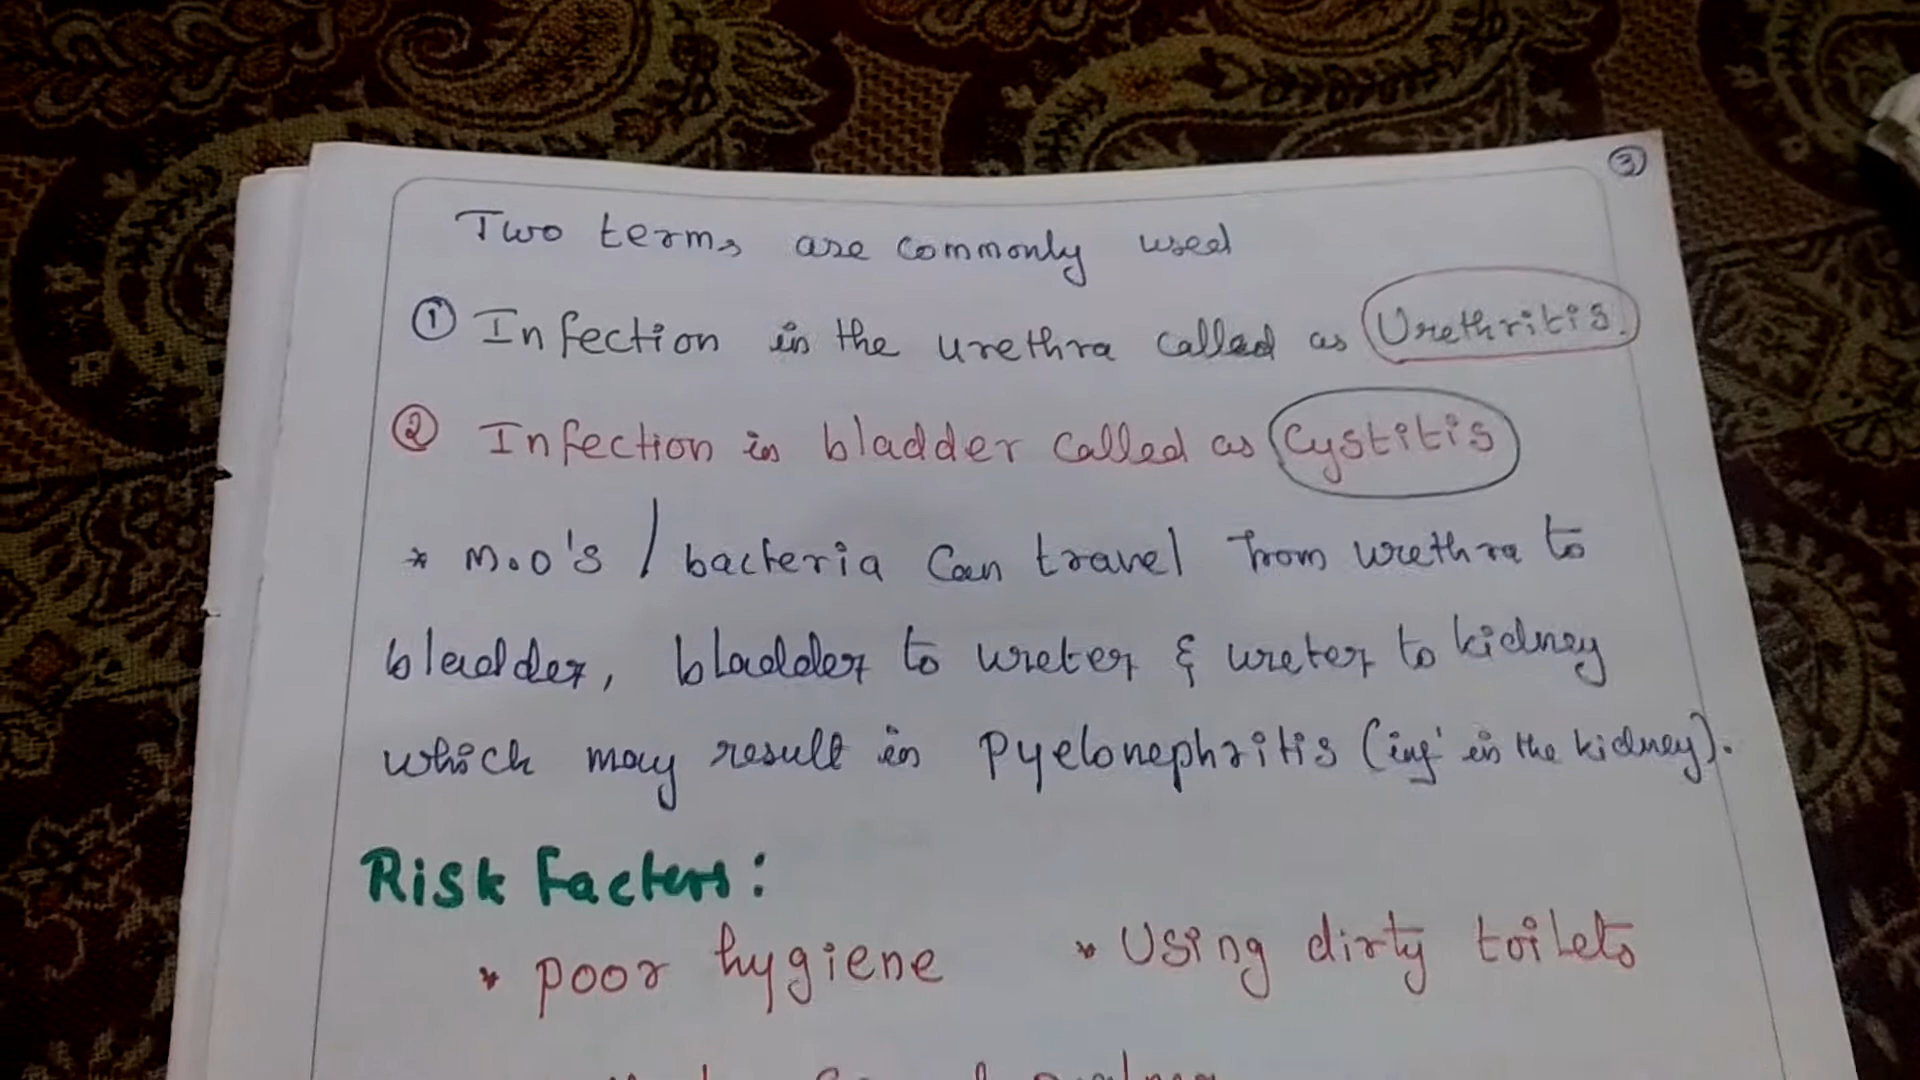 ③
Two terms are commonly used
① Infection in the urethra called as Urethritis.
② Infection in bladder called as Cystitis
* M.O's / bacteria can travel from urethra to
bladder, bladder to ureter & ureter to kidney
which may result in Pyelonephritis (inf' in the kidney).
Risk Factors:
* poor hygiene * Using dirty toilets